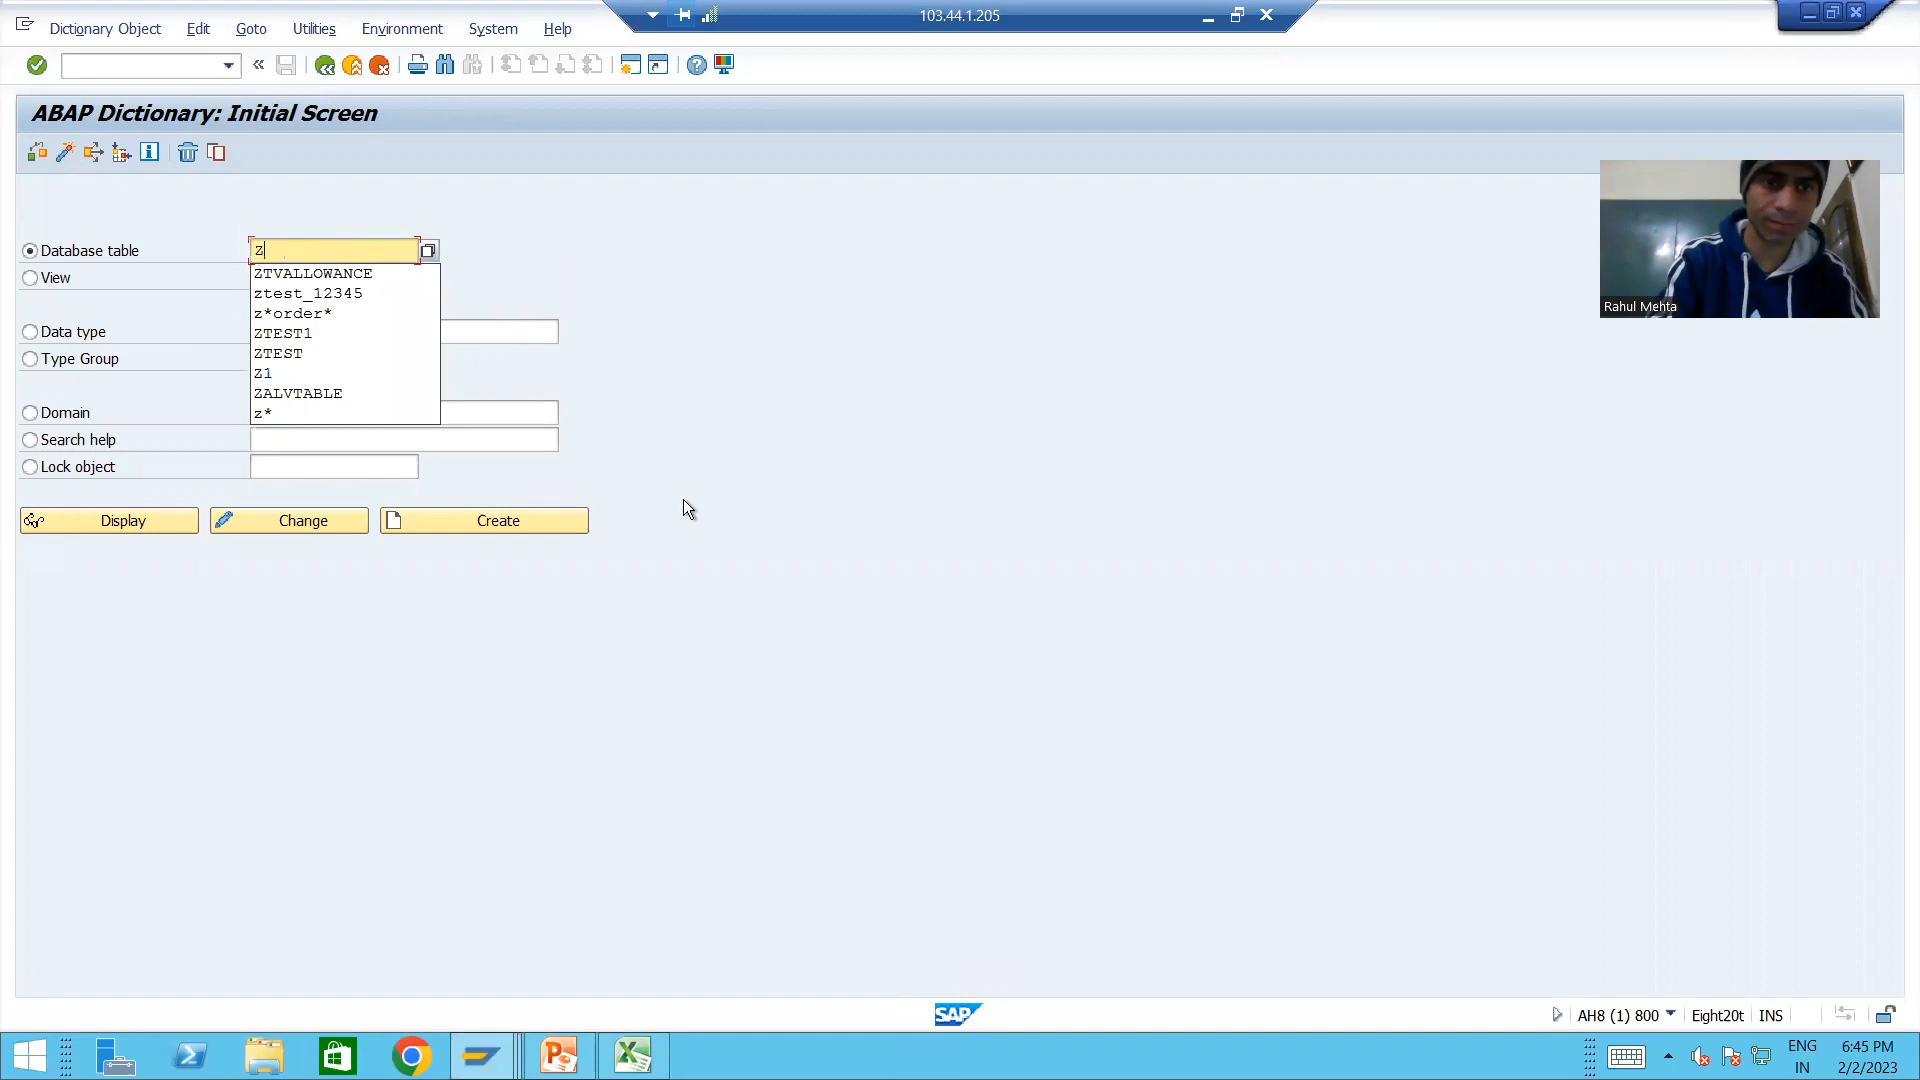 103.44.1.205
Dictionary Object Edit Goto Utilities Environment System Help
ABAP Dictionary: Initial Screen
Database table Z
ZTVALLOWANCE
View
ztest_12345
z*order*
Data type ZTEST1
Type Group ZTEST
Z1
ZALVTABLE
Domain z*
Search help
Lock object
Display Change Create
Rahul Mehta
SAP
AH8 (1) 800 Eight20t INS
ENG 6:45 PM
IN 2/2/2023